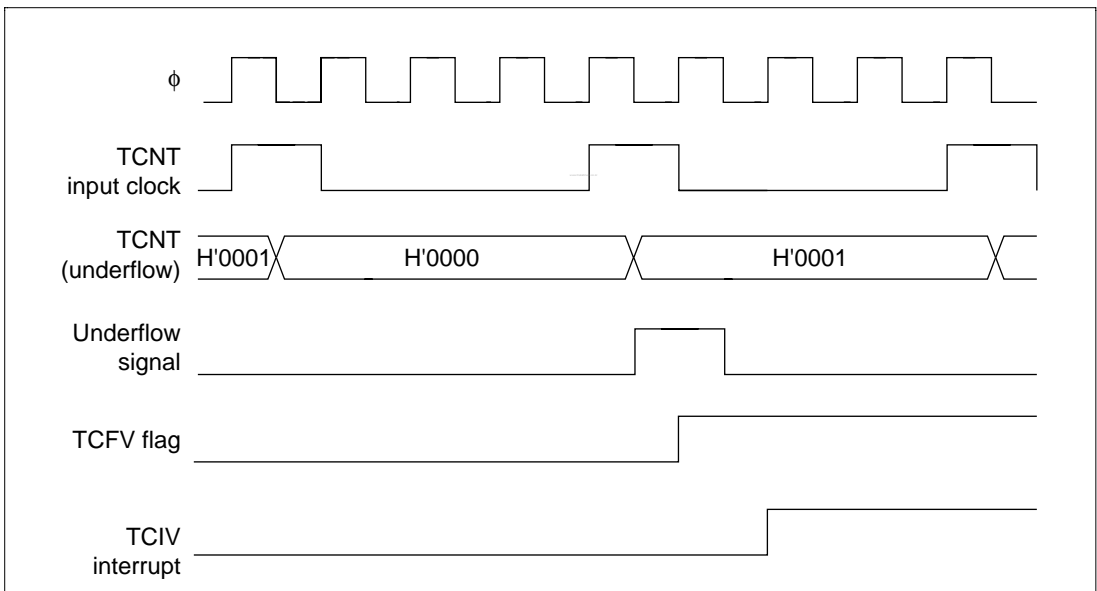 ϕ
TCNT
input clock
TCNT
(underflow)
H'0001
H'0000
H'0001
Underflow
signal
TCFV flag
TCIV
interrupt